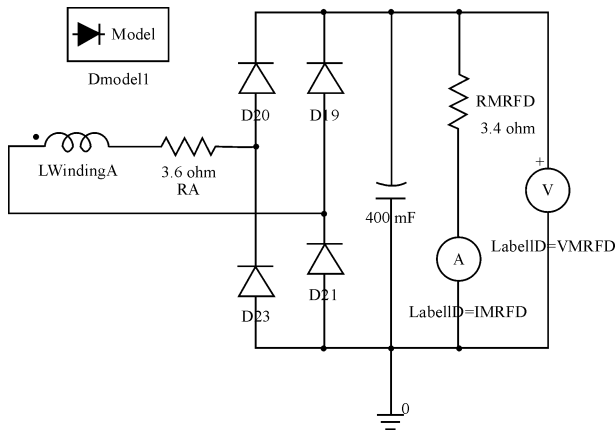 Model
Dmodel1
D20
D19
RMRFD
3.4 ohm
LWindingA
3.6 ohm
RA
+
V
400 mF
LabelID=VMRFD
A
D23
D21
LabelID=IMRFD
0